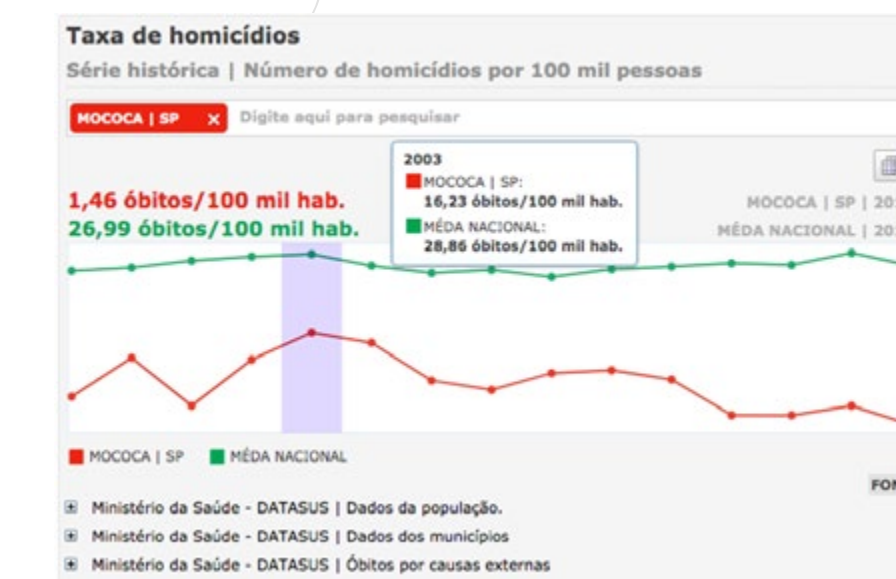 Taxa de homicídios
Série histórica | Número de homicídios por 100 mil pessoas
MOCOCA | SP x Digite aqui para pesquisar
2003
MOCOCA | SP:
16,23 óbitos/100 mil hab.
MÉDA NACIONAL:
28,86 óbitos/100 mil hab.
1,46 óbitos/100 mil hab.
26,99 óbitos/100 mil hab.
MOCOCA | SP |
MÉDA NACIONAL |
MOCOCA | SP MÉDA NACIONAL
Ministério da Saúde - DATASUS | Dados da população.
Ministério da Saúde - DATASUS | Dados dos municípios
Ministério da Saúde - DATASUS | Óbitos por causas externas